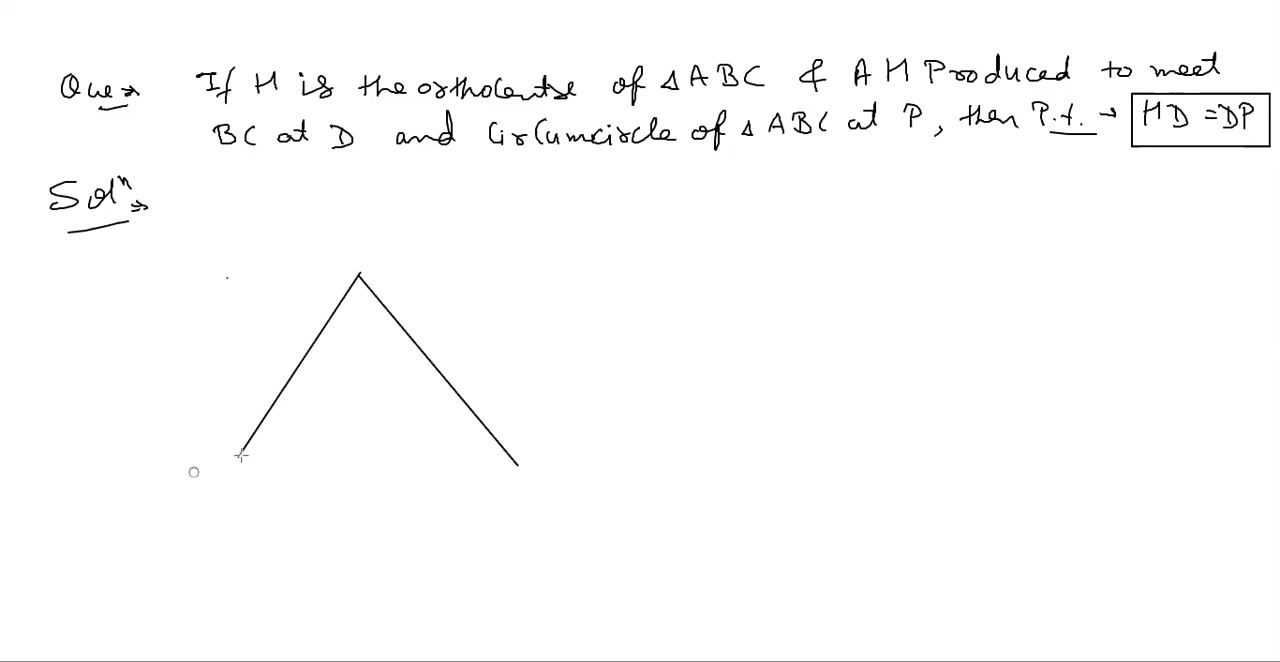 Que⇒ If H is the orthocentre of ΔABC & AH Produced to meet
BC at D and Circumcircle of ΔABC at P, then P.t. → HD = DP
Solⁿ⇒